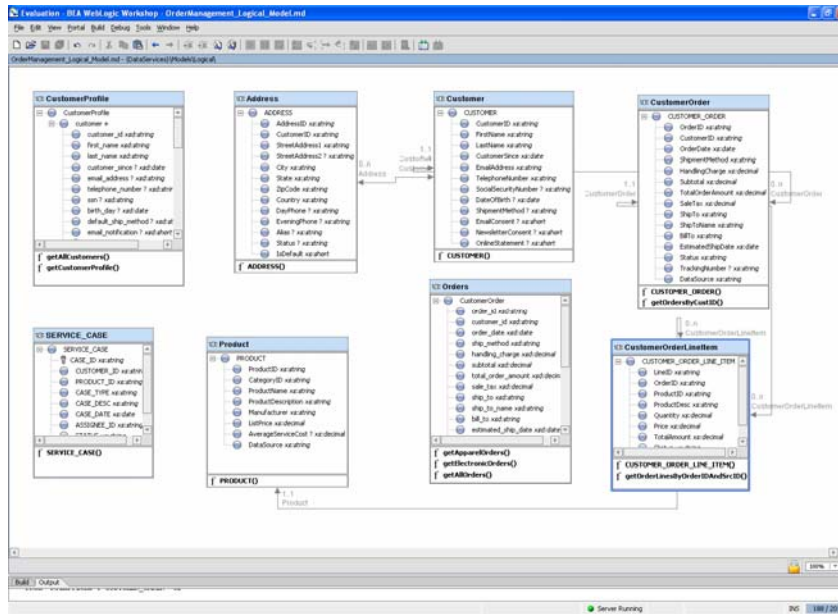 Evaluation - BEA WebLogic Workshop - OrderManagement_Logical_Model.md
File Edit View Portal Build Debug Tools Window Help
OrderManagement_Logical_Model.md - {DataServices}\Models\Logical\
CustomerProfile
CustomerProfile
customer +
customer_id xs:string
first_name xs:string
last_name xs:string
customer_since ? xs:date
email_address ? xs:string
telephone_number ? xs:string
ssn ? xs:string
birth_day ? xs:date
default_ship_method ? xs:st
email_notification ? xs:short
getAllCustomers()
getCustomerProfile()
Address
ADDRESS
AddressID xs:string
CustomerID xs:string
StreetAddress1 xs:string
StreetAddress2 ? xs:string
City xs:string
State xs:string
ZipCode xs:string
Country xs:string
DayPhone ? xs:string
EveningPhone ? xs:string
Alias ? xs:string
Status ? xs:string
IsDefault xs:short
ADDRESS()
0..n
Address
1..1
Customer
CUSTOMER
CustomerID xs:string
FirstName xs:string
LastName xs:string
CustomerSince xs:date
EmailAddress xs:string
TelephoneNumber xs:string
SocialSecurityNumber ? xs:string
DateOfBirth ? xs:date
ShipmentMethod ? xs:string
EmailConsent ? xs:short
NewsletterConsent ? xs:short
OnlineStatement ? xs:short
CUSTOMER()
1..1
CustomerOrder
CUSTOMER_ORDER
OrderID xs:string
CustomerID xs:string
OrderDate xs:date
ShipmentMethod xs:string
HandlingCharge xs:decimal
Subtotal xs:decimal
TotalOrderAmount xs:decimal
SaleTax xs:decimal
ShipTo xs:string
ShipToName xs:string
BillTo xs:string
EstimatedShipDate xs:date
Status xs:string
TrackingNumber ? xs:string
DataSource xs:string
CUSTOMER_ORDER()
getOrdersByCustID()
CustomerOrder
0..n
CustomerOrder
SERVICE_CASE
SERVICE_CASE
CASE_ID xs:string
CUSTOMER_ID xs:strin
PRODUCT_ID xs:string
CASE_TYPE xs:string
CASE_DESC xs:string
CASE_DATE xs:date
ASSIGNEE_ID xs:string
SERVICE_CASE()
Product
PRODUCT
ProductID xs:string
CategoryID xs:string
ProductName xs:string
ProductDescription xs:string
Manufacturer xs:string
ListPrice xs:decimal
AverageServiceCost ? xs:decimal
DataSource xs:string
PRODUCT()
1..1
Product
Orders
CustomerOrder
order_id xs:string
customer_id xs:string
order_date xs:date
ship_method xs:string
handling_charge xs:decimal
subtotal xs:decimal
total_order_amount xs:decim
sale_tax xs:decimal
ship_to xs:string
ship_to_name xs:string
bill_to xs:string
estimated_ship_date xs:date
getApparelOrders()
getElectronicOrders()
getAllOrders()
0..n
CustomerOrderLineItem
CustomerOrderLineItem
CUSTOMER_ORDER_LINE_ITEM
LineID xs:string
OrderID xs:string
ProductID xs:string
ProductDesc xs:string
Quantity xs:decimal
Price xs:decimal
TotalAmount xs:decimal
CUSTOMER_ORDER_LINE_ITEM()
getOrderLinesByOrderIDAndSrcID()
0..n
CustomerOrderLineItem
100%
Build Output
Server Running
INS